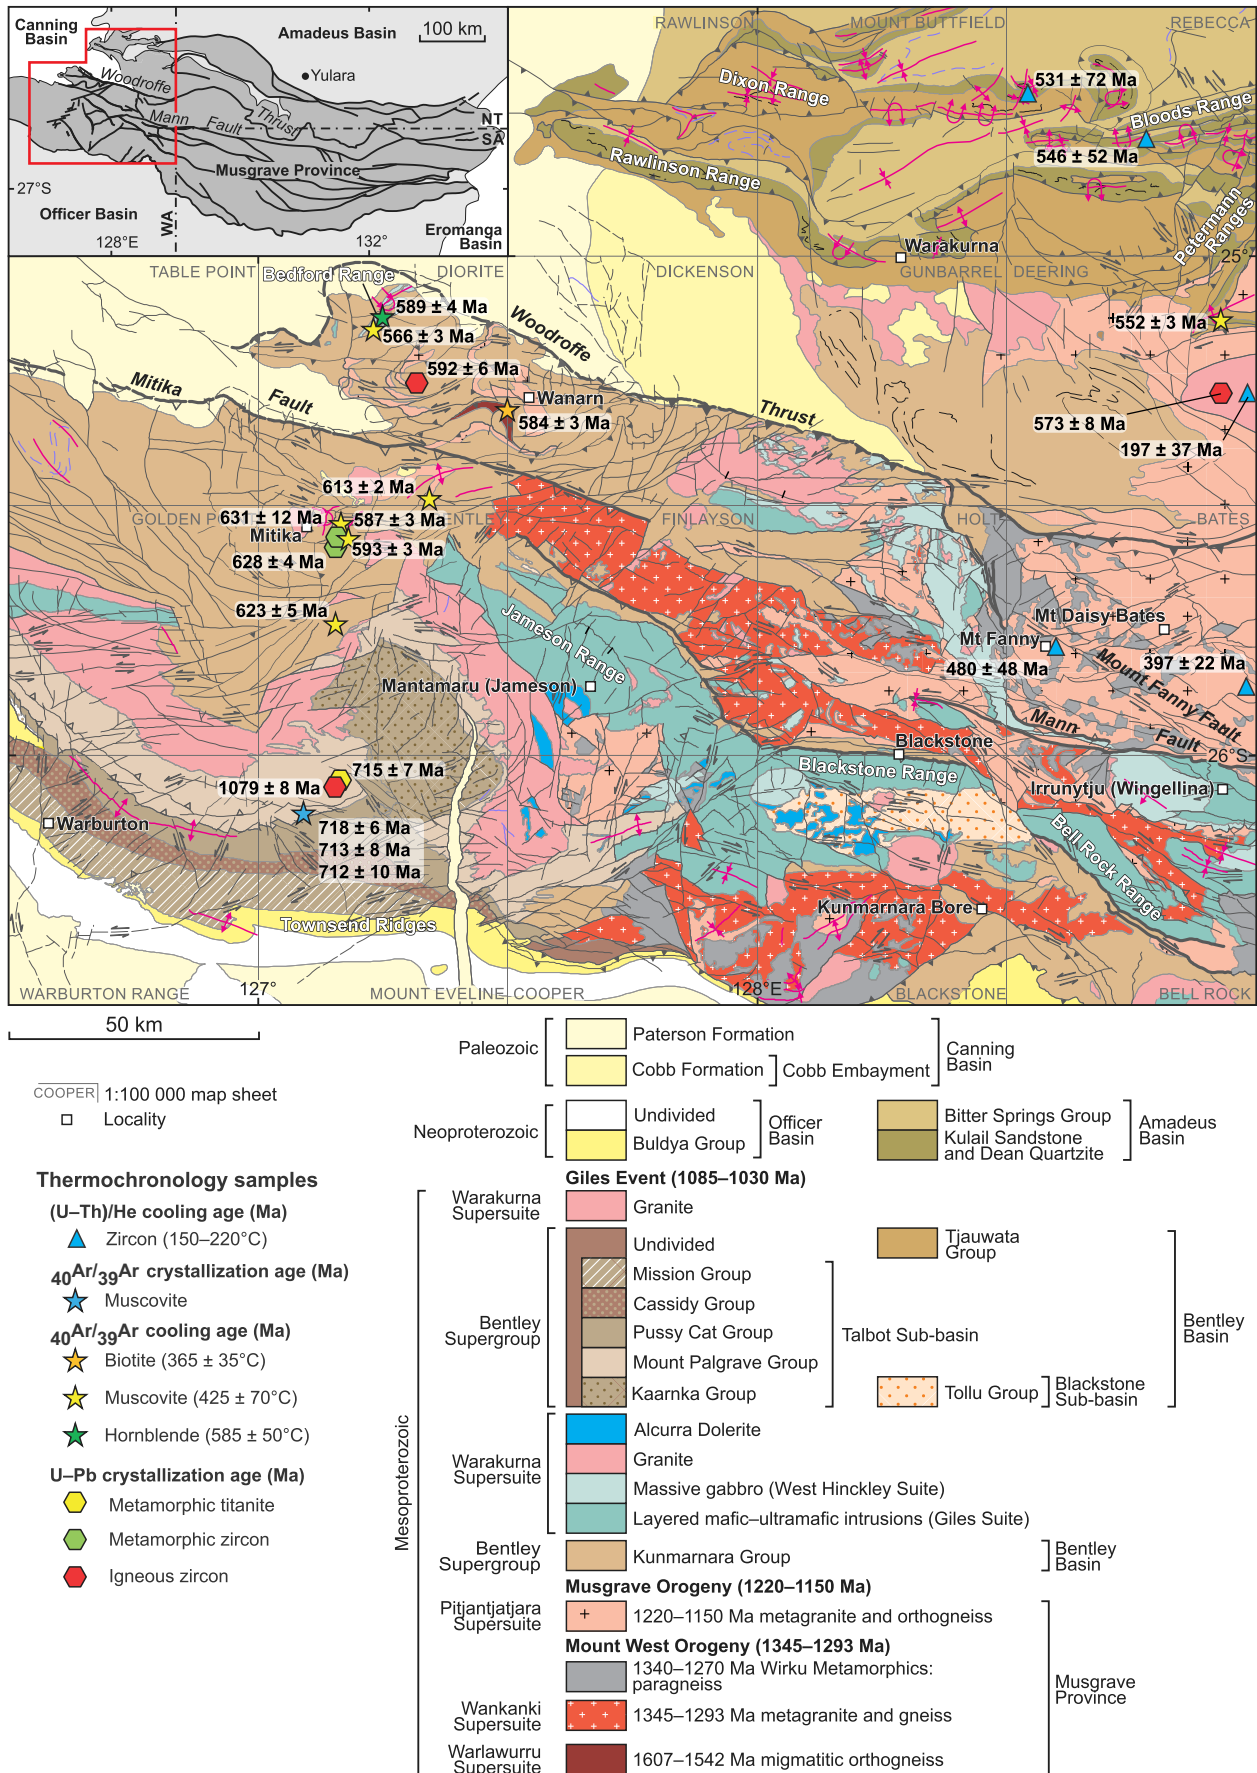 Canning
Basin
Amadeus Basin
100 km
Yulara
Woodroffe
Thrust
Mann Fault
NT
SA
Musgrave Province
27°S
Officer Basin
WA
Eromanga
Basin
128°E
132°
RAWLINSON
MOUNT BUTTFIELD
REBECCA
Dixon Range
531 ± 72 Ma
Bloods Range
546 ± 52 Ma
Rawlinson Range
Petermann
Ranges
Warakurna
25°
TABLE POINT
Bedford Range
DIORITE
DICKENSON
GUNBARREL
DEERING
589 ± 4 Ma
566 ± 3 Ma
Woodroffe
Thrust
552 ± 3 Ma
592 ± 6 Ma
Mitika
Fault
Wanarn
584 ± 3 Ma
573 ± 8 Ma
197 ± 37 Ma
613 ± 2 Ma
GOLDEN P
631 ± 12 Ma
587 ± 3 Ma
ENTLEY
FINLAYSON
HOLT
BATES
Mitika
593 ± 3 Ma
628 ± 4 Ma
623 ± 5 Ma
Jameson Range
Mt Daisy Bates
Mt Fanny
480 ± 48 Ma
397 ± 22 Ma
Mount Fanny Fault
Mantamaru (Jameson)
Mann
Fault
Blackstone
26°S
715 ± 7 Ma
Blackstone Range
1079 ± 8 Ma
Irrunytju (Wingellina)
718 ± 6 Ma
713 ± 8 Ma
712 ± 10 Ma
Warburton
Bell Rock Range
Townsend Ridges
Kunmarnara Bore
WARBURTON RANGE
127°
MOUNT EVELINE
COOPER
128°E
BLACKSTONE
BELL ROCK
50 km
COOPER
1:100 000 map sheet
Locality
Thermochronology samples
(U–Th)/He cooling age (Ma)
Zircon (150–220°C)
40Ar/39Ar crystallization age (Ma)
Muscovite
40Ar/39Ar cooling age (Ma)
Biotite (365 ± 35°C)
Muscovite (425 ± 70°C)
Hornblende (585 ± 50°C)
U–Pb crystallization age (Ma)
Metamorphic titanite
Metamorphic zircon
Igneous zircon
Paleozoic
Paterson Formation
Cobb Formation
Cobb Embayment
Canning
Basin
Neoproterozoic
Undivided
Buldya Group
Officer
Basin
Bitter Springs Group
Kulail Sandstone
and Dean Quartzite
Amadeus
Basin
Mesoproterozoic
Giles Event (1085–1030 Ma)
Warakurna
Supersuite
Granite
Bentley
Supergroup
Undivided
Mission Group
Cassidy Group
Pussy Cat Group
Mount Palgrave Group
Kaarnka Group
Talbot Sub-basin
Tjauwata
Group
Tollu Group
Blackstone
Sub-basin
Bentley
Basin
Warakurna
Supersuite
Alcurra Dolerite
Granite
Massive gabbro (West Hinckley Suite)
Layered mafic–ultramafic intrusions (Giles Suite)
Bentley
Supergroup
Kunmarnara Group
Bentley
Basin
Musgrave Orogeny (1220–1150 Ma)
Pitjantjatjara
Supersuite
1220–1150 Ma metagranite and orthogneiss
Mount West Orogeny (1345–1293 Ma)
1340–1270 Ma Wirku Metamorphics:
paragneiss
Wankanki
Supersuite
1345–1293 Ma metagranite and gneiss
Warlawurru
Supersuite
1607–1542 Ma migmatitic orthogneiss
Musgrave
Province